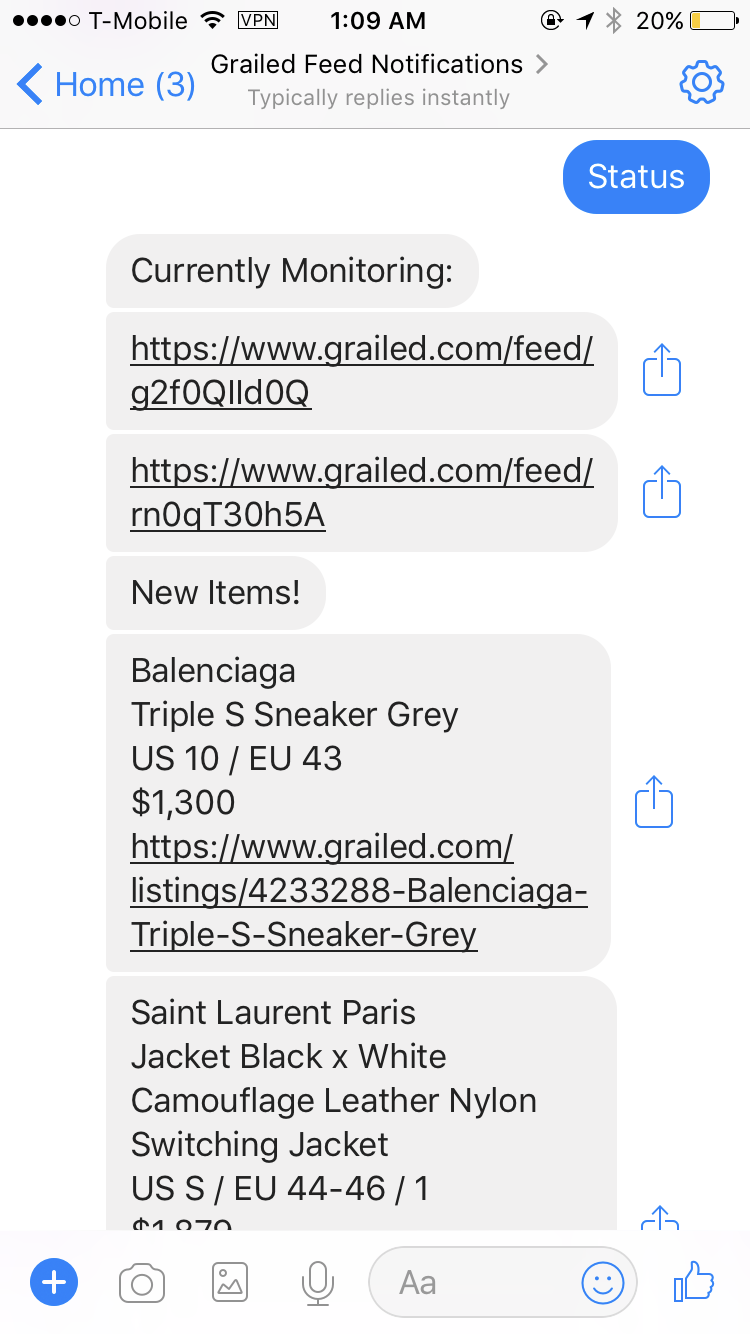 T-Mobile VPN 1:09 AM 20%
Home (3) Grailed Feed Notifications
Typically replies instantly
Status
Currently Monitoring:
https://www.grailed.com/feed/
g2f0QIld0Q
https://www.grailed.com/feed/
rn0qT30h5A
New Items!
Balenciaga
Triple S Sneaker Grey
US 10 / EU 43
$1,300
https://www.grailed.com/
listings/4233288-Balenciaga-
Triple-S-Sneaker-Grey
Saint Laurent Paris
Jacket Black x White
Camouflage Leather Nylon
Switching Jacket
US S / EU 44-46 / 1
$1,879
Aa